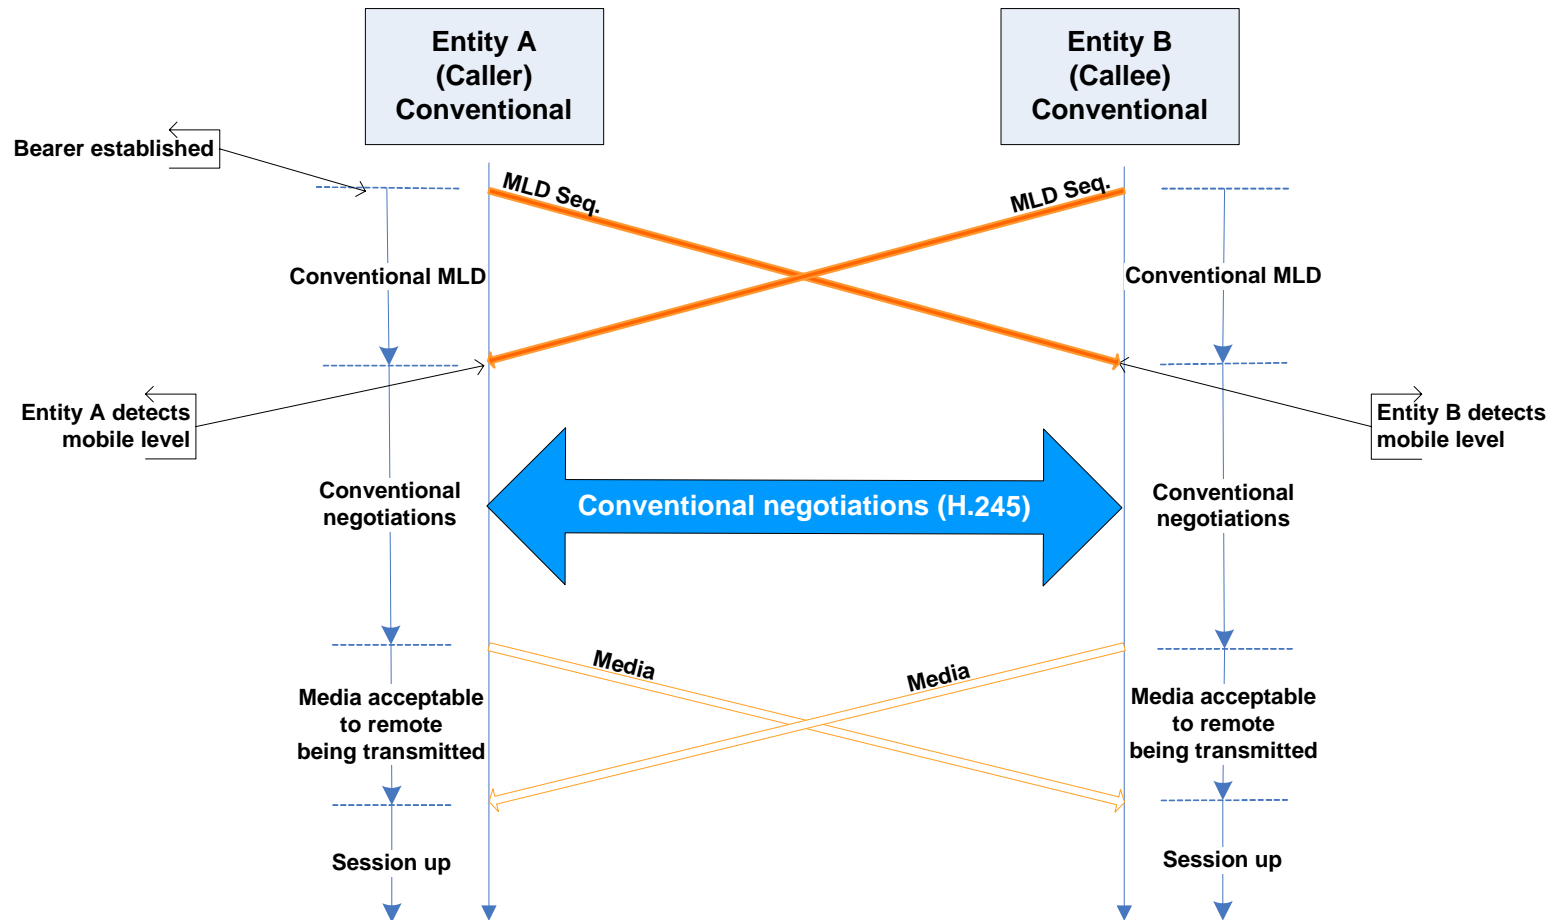 Entity A
(Caller)
Conventional
Entity B
(Callee)
Conventional
Bearer established
MLD Seq.
MLD Seq.
Conventional MLD
Conventional MLD
Entity A detects
mobile level
Entity B detects
mobile level
Conventional
negotiations
Conventional negotiations (H.245)
Conventional
negotiations
Media
Media
Media acceptable
to remote
being transmitted
Media acceptable
to remote
being transmitted
Session up
Session up